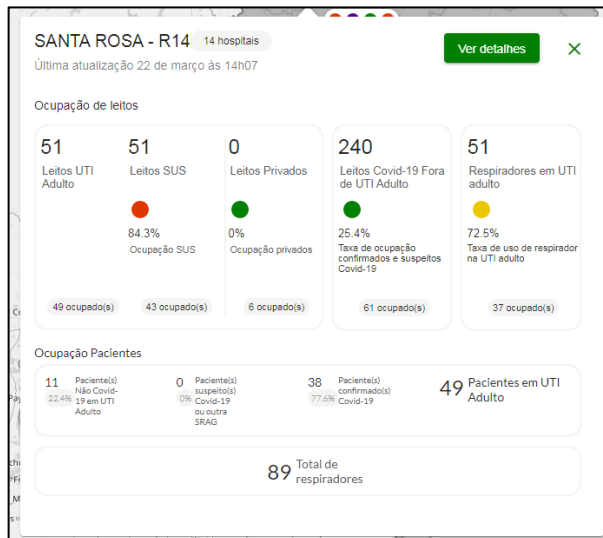 SANTA ROSA - R14 14 hospitais
Ver detalhes
Última atualização 22 de março às 14h07
Ocupação de leitos
51
Leitos UTI
Adulto
49 ocupado(s)
51
Leitos SUS
84.3%
Ocupação SUS
43 ocupado(s)
0
Leitos Privados
0%
Ocupação privados
6 ocupado(s)
240
Leitos Covid-19 Fora
de UTI Adulto
25.4%
Taxa de ocupação
confirmados e suspeitos
Covid-19
61 ocupado(s)
51
Respiradores em UTI
adulto
72.5%
Taxa de uso de respirador
na UTI adulto
37 ocupado(s)
Ocupação Pacientes
11
22.4%
Paciente(s)
Não Covid-
19 em UTI
Adulto
0
0%
Paciente(s)
suspeito(s)
Covid-19
ou outra
SRAG
38
77.6%
Paciente(s)
confirmado(s)
Covid-19
49 Pacientes em UTI
Adulto
89 Total de
respiradores